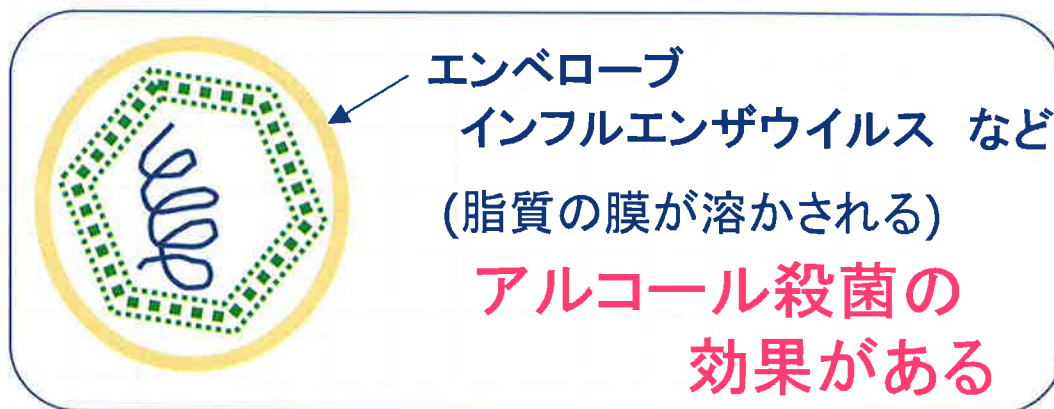 エンベローブ
インフルエンザウイルス など
(脂質の膜が溶かされる)
アルコール殺菌の
効果がある